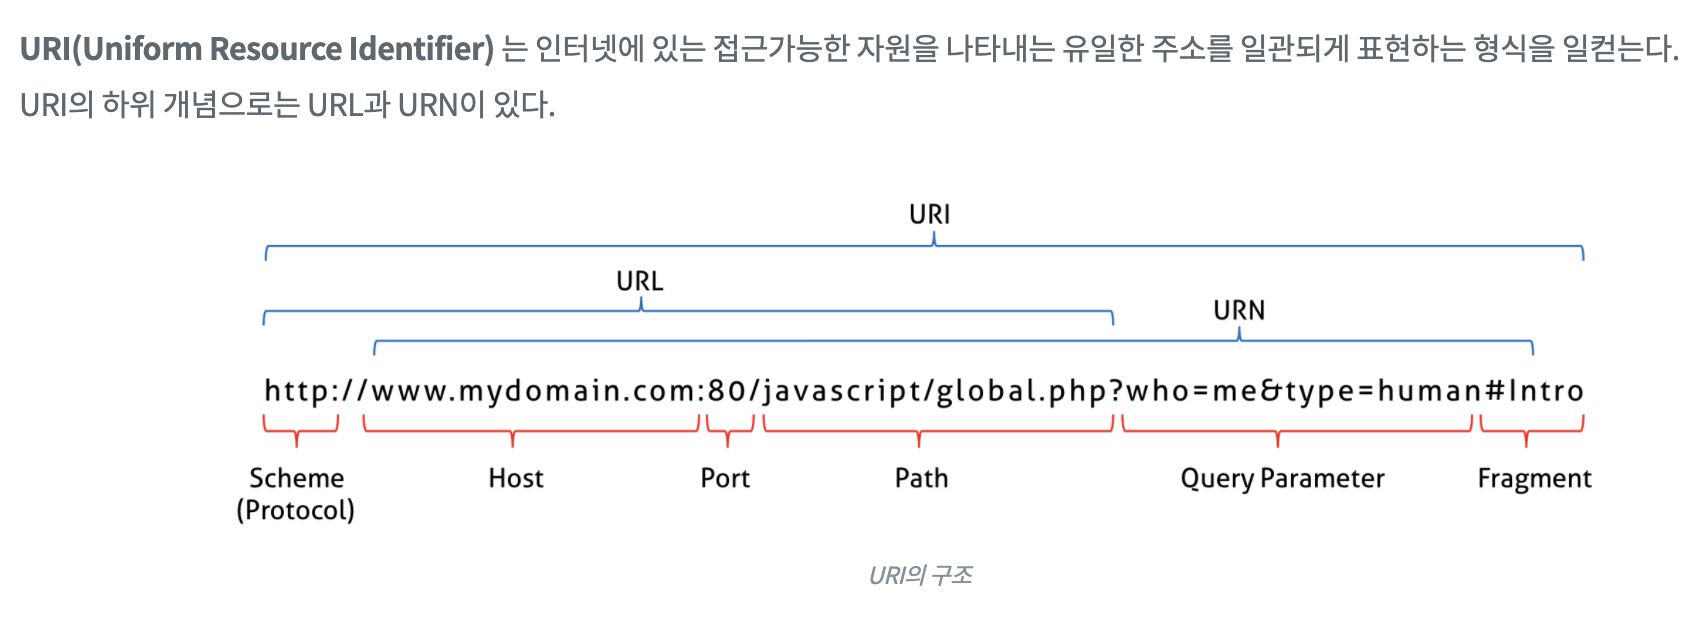 URI(Uniform Resource Identifier) 는 인터넷에 있는 접근가능한 자원을 나타내는 유일한 주소를 일관되게 표현하는 형식을 일컫는다.
URI의 하위 개념으로는 URL과 URN이 있다.
URI
URL
URN
http://www.mydomain.com:80/javascript/global.php?who=me&type=human#Intro
Scheme Host Port Path Query Parameter Fragment
(Protocol)
URI의 구조